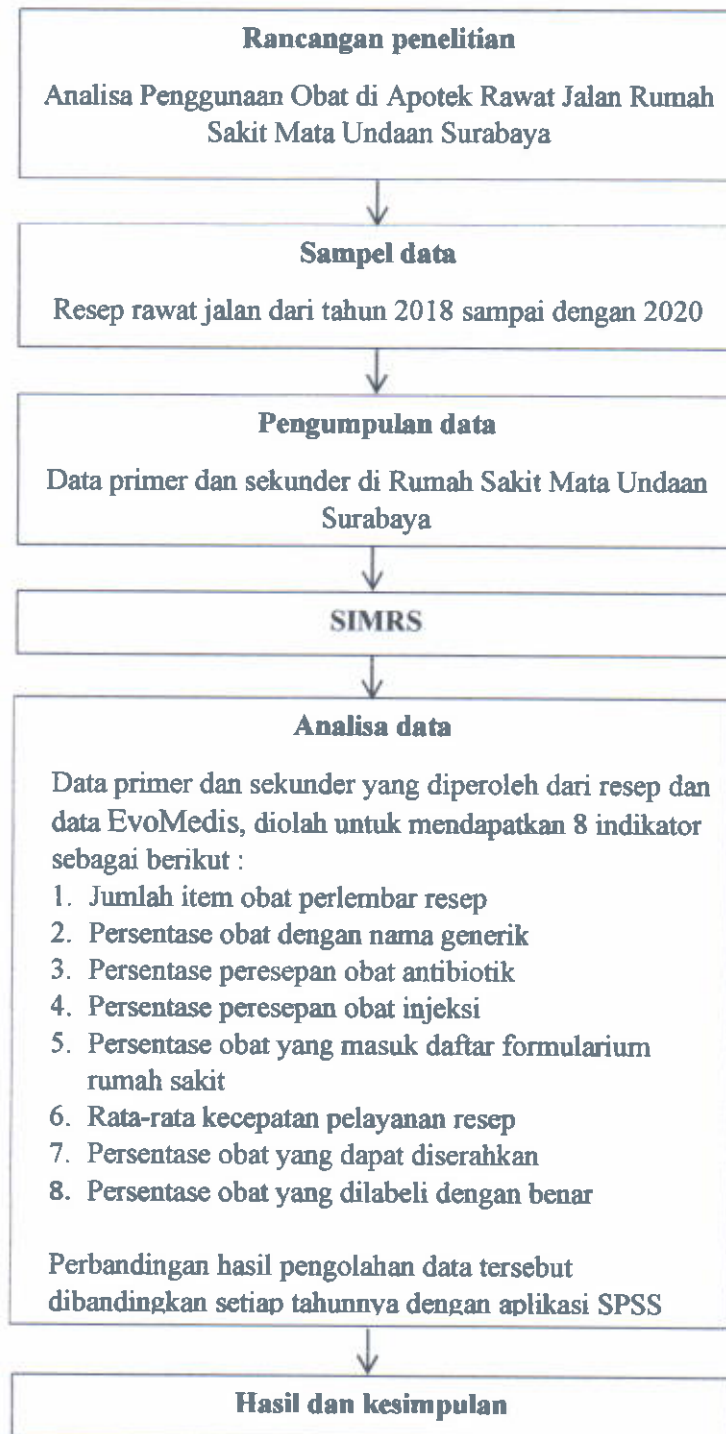 Rancangan penelitian
Analisa Penggunaan Obat di Apotek Rawat Jalan Rumah
Sakit Mata Undaan Surabaya
Sampel data
Resep rawat jalan dari tahun 2018 sampai dengan 2020
Pengumpulan data
Data primer dan sekunder di Rumah Sakit Mata Undaan
Surabaya
SIMRS
Analisa data
Data primer dan sekunder yang diperoleh dari resep dan
data EvoMedis, diolah untuk mendapatkan 8 indikator
sebagai berikut :
1. Jumlah item obat perlembar resep
2. Persentase obat dengan nama generik
3. Persentase peresepan obat antibiotik
4. Persentase peresepan obat injeksi
5. Persentase obat yang masuk daftar formularium
rumah sakit
6. Rata-rata kecepatan pelayanan resep
7. Persentase obat yang dapat diserahkan
8. Persentase obat yang dilabeli dengan benar
Perbandingan hasil pengolahan data tersebut
dibandingkan setiap tahunnya dengan aplikasi SPSS
Hasil dan kesimpulan